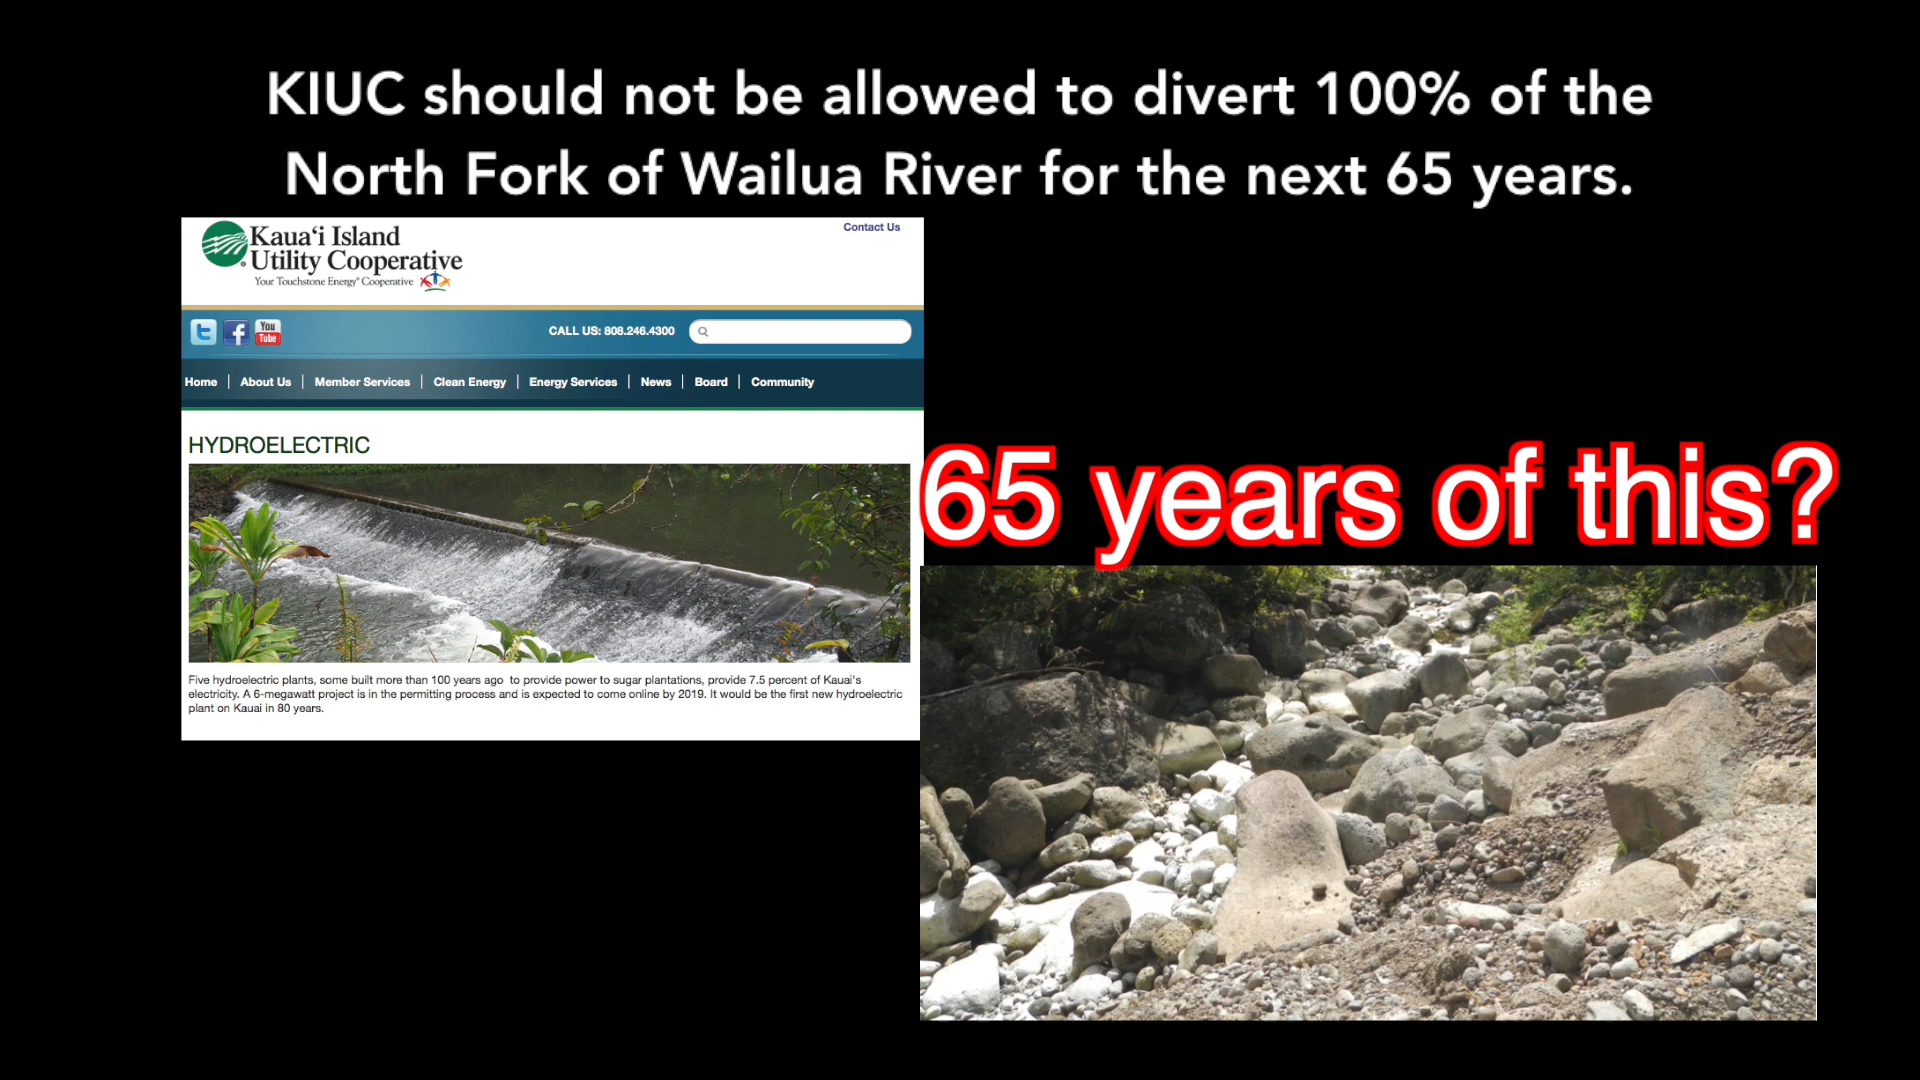 KIUC should not be allowed to divert 100% of the
North Fork of Wailua River for the next 65 years.
Contact Us
Kauaʻi Island
Utility Cooperative
Your Touchstone Energy® Cooperative
You
Tube
CALL US: 808.246.4300
Home | About Us | Member Services | Clean Energy | Energy Services | News | Board | Community
HYDROELECTRIC
65 years of this?
Five hydroelectric plants, some built more than 100 years ago to provide power to sugar plantations, provide 7.5 percent of Kauai's
electricity. A 6-megawatt project is in the permitting process and is expected to come online by 2019. It would be the first new hydroelectric
plant on Kauai in 80 years.